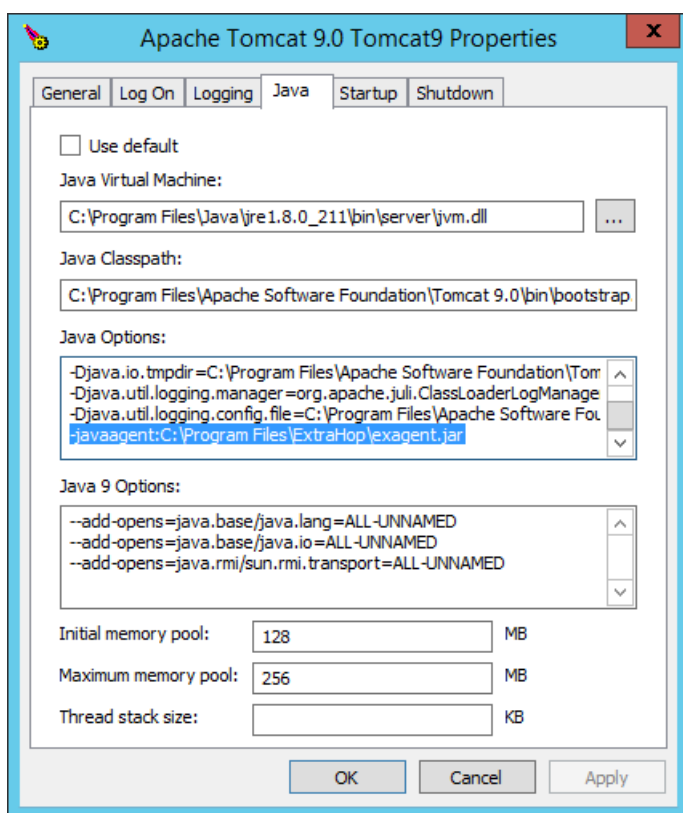 Apache Tomcat 9.0 Tomcat9 Properties
x
General Log On Logging Java Startup Shutdown
Use default
Java Virtual Machine:
C:\Program Files\Java\jre1.8.0_211\bin\server\jvm.dll ...
Java Classpath:
C:\Program Files\Apache Software Foundation\Tomcat 9.0\bin\bootstrap.
Java Options:
-Djava.io.tmpdir=C:\Program Files\Apache Software Foundation\Tom
-Djava.util.logging.manager=org.apache.juli.ClassLoaderLogManage
-Djava.util.logging.config.file=C:\Program Files\Apache Software Fou
-javaagent:C:\Program Files\ExtraHop\exagent.jar
Java 9 Options:
--add-opens=java.base/java.lang=ALL-UNNAMED
--add-opens=java.base/java.io=ALL-UNNAMED
--add-opens=java.rmi/sun.rmi.transport=ALL-UNNAMED
Initial memory pool: 128 MB
Maximum memory pool: 256 MB
Thread stack size: KB
OK Cancel Apply